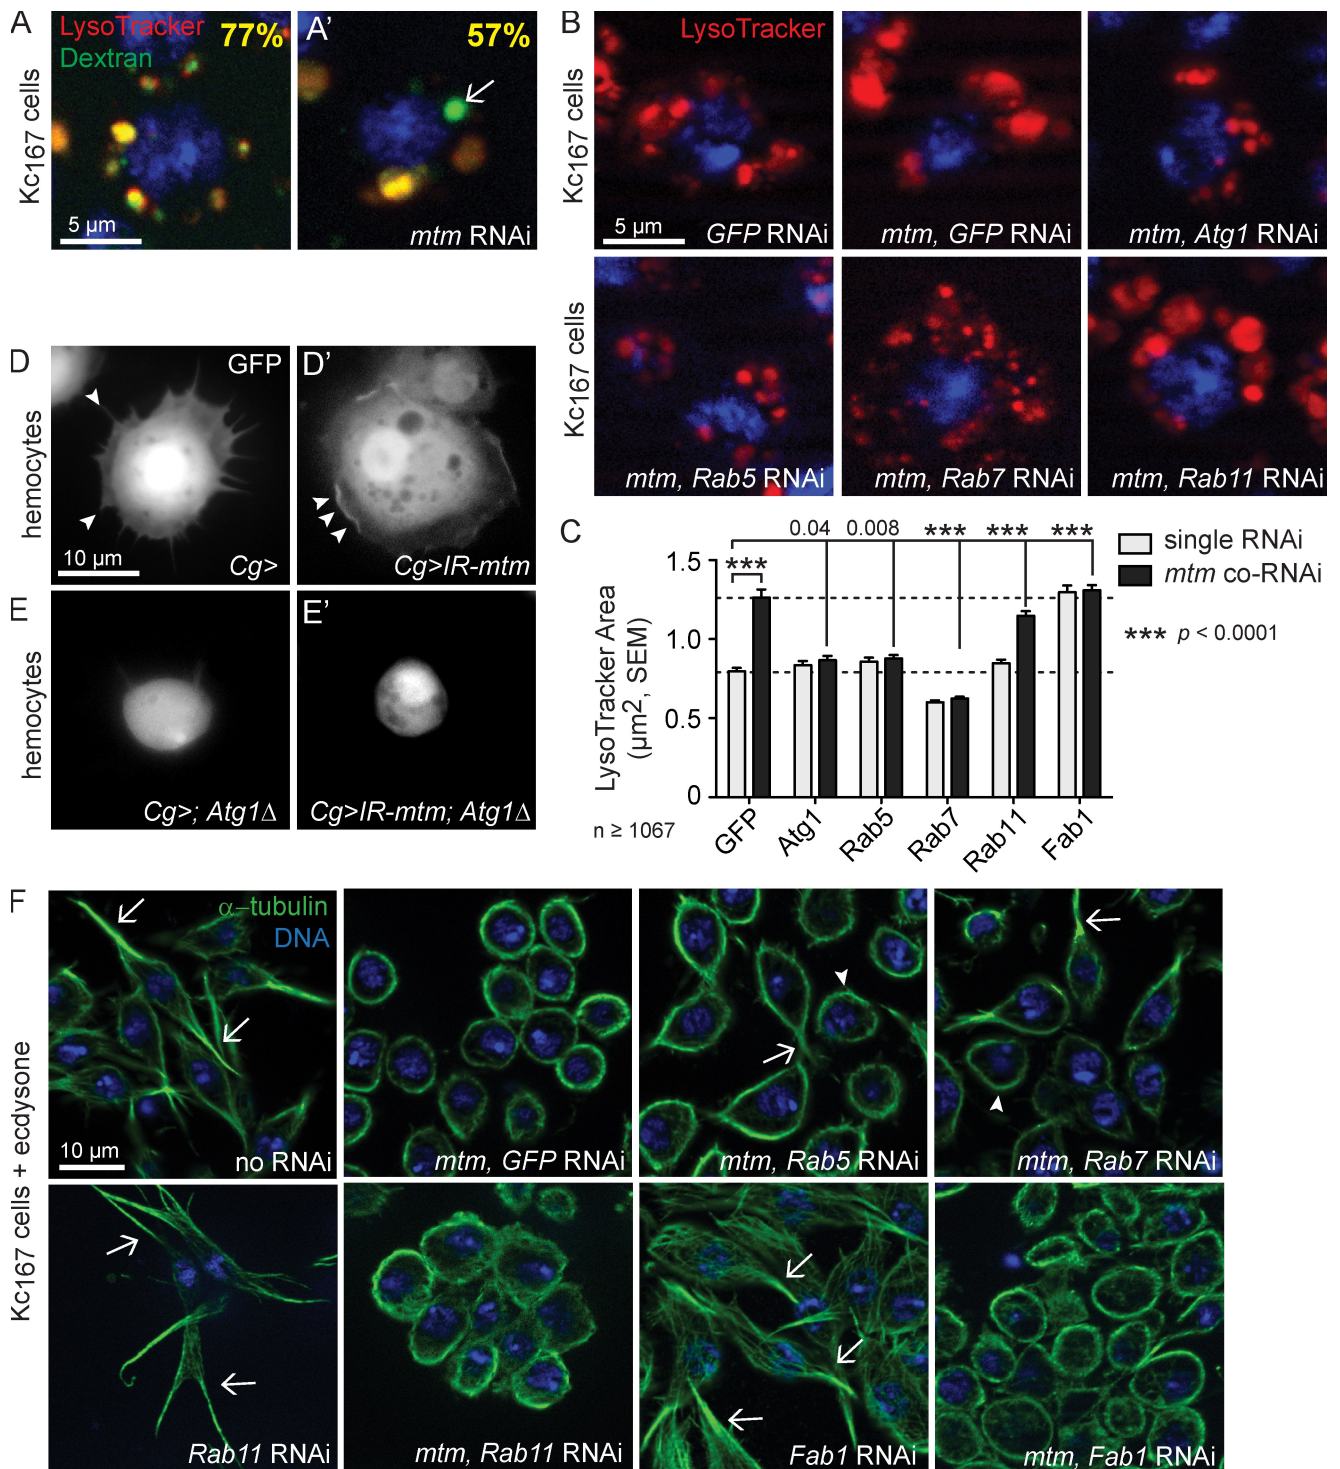 A
LysoTracker
Dextran
77%
A’
57%
Kc167 cells
5 µm
mtm RNAi
B
LysoTracker
Kc167 cells
5 µm
GFP RNAi
mtm, GFP RNAi
mtm, Atg1 RNAi
Kc167 cells
mtm, Rab5 RNAi
mtm, Rab7 RNAi
mtm, Rab11 RNAi
D
GFP
D’
hemocytes
10 µm
Cg>
Cg>IR-mtm
E
E’
hemocytes
Cg>; Atg1Δ
Cg>IR-mtm; Atg1Δ
C
0.04
0.008
***
***
***
***
single RNAi
mtm co-RNAi
*** p < 0.0001
LysoTracker Area
(µm2, SEM)
1.5
1.0
0.5
0
n ≥ 1067
GFP
Atg1
Rab5
Rab7
Rab11
Fab1
F
α–tubulin
DNA
Kc167 cells + ecdysone
10 µm
no RNAi
mtm, GFP RNAi
mtm, Rab5 RNAi
mtm, Rab7 RNAi
Rab11 RNAi
mtm, Rab11 RNAi
Fab1 RNAi
mtm, Fab1 RNAi